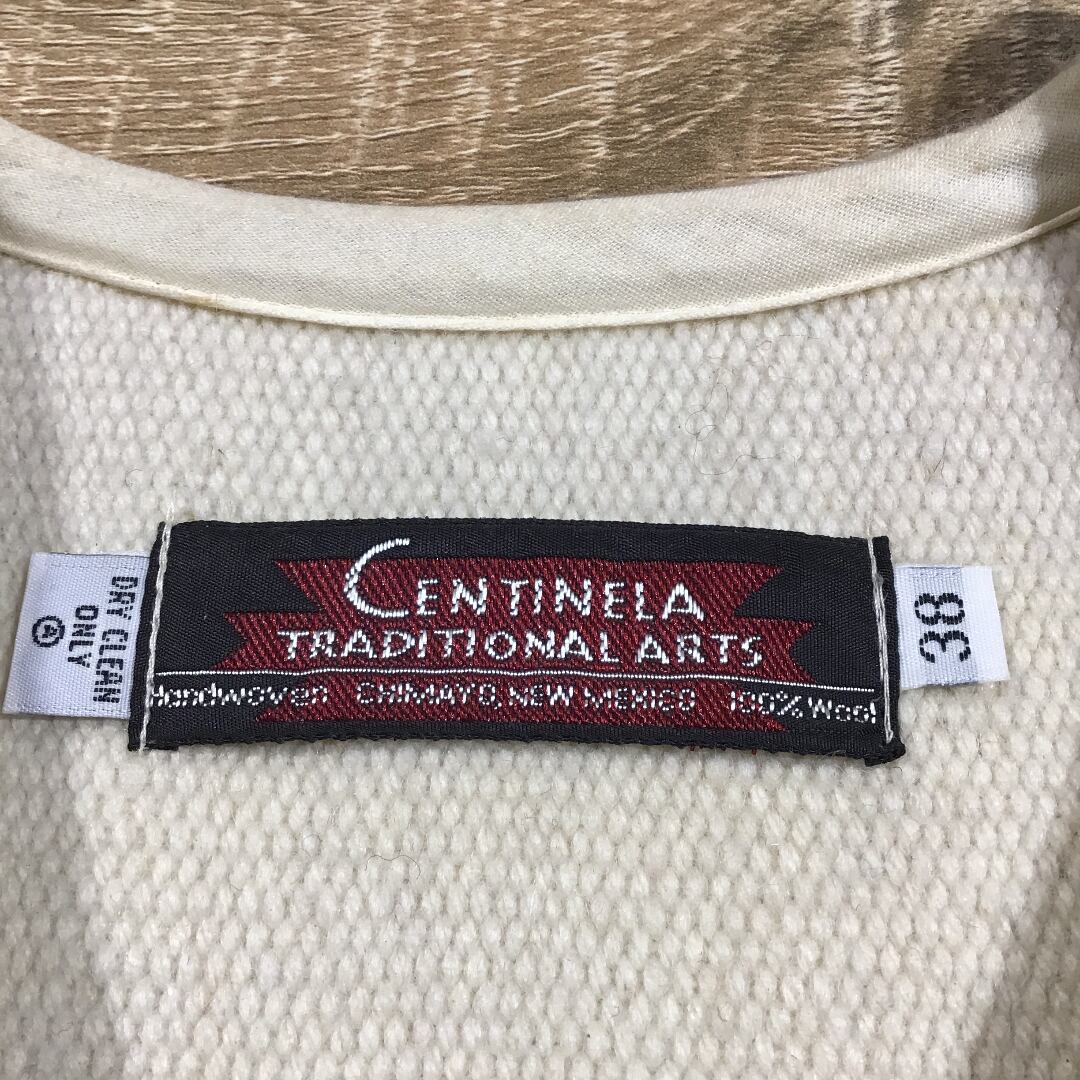 CENTINELA
TRADITIONAL ARTS
Handwoven CHIMAYO, NEW MEXICO 100% Wool
DRY CLEAN
ONLY
A
38